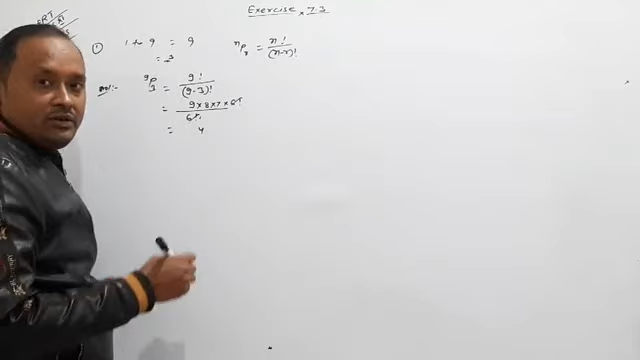 Exercise 7.3
① 1 to 9 = 9 ⁿPᵣ = n! / (n-r)!
= 3
⁹P₃ = 9! / (9-3)!
= 9×8×7×6! / 6!
= 4